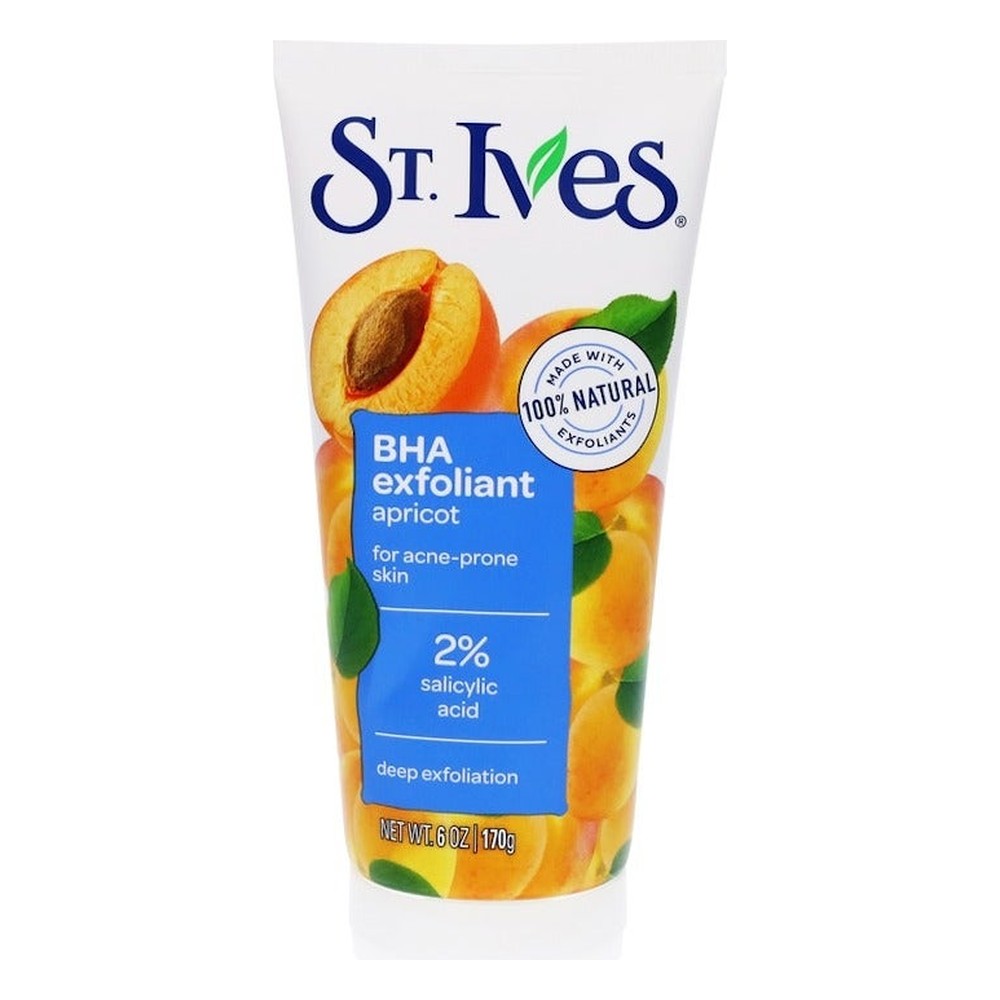 St. Ives®
MADE WITH
100% NATURAL
EXFOLIANTS
BHA
exfoliant
apricot
for acne-prone
skin
2%
salicylic
acid
deep exfoliation
NET WT. 6 OZ | 170g